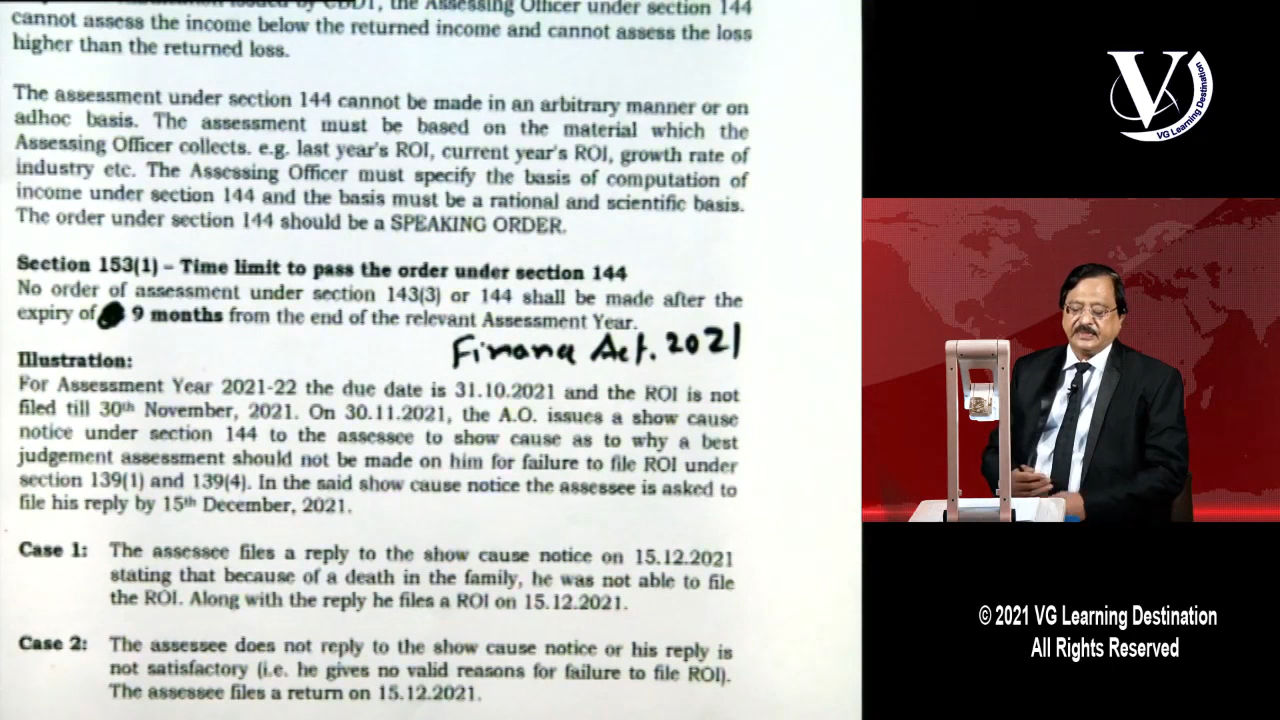 issued by CBDT, the Assessing Officer under section 144
cannot assess the income below the returned income and cannot assess the loss
higher than the returned loss.
The assessment under section 144 cannot be made in an arbitrary manner or on
adhoc basis. The assessment must be based on the material which the
Assessing Officer collects. e.g. last year's ROI, current year's ROI, growth rate of
industry etc. The Assessing Officer must specify the basis of computation of
income under section 144 and the basis must be a rational and scientific basis.
The order under section 144 should be a SPEAKING ORDER.
Section 153(1) – Time limit to pass the order under section 144
No order of assessment under section 143(3) or 144 shall be made after the
expiry of 9 months from the end of the relevant Assessment Year.
Finance Act. 2021
Illustration:
For Assessment Year 2021-22 the due date is 31.10.2021 and the ROI is not
filed till 30th November, 2021. On 30.11.2021, the A.O. issues a show cause
notice under section 144 to the assessee to show cause as to why a best
judgement assessment should not be made on him for failure to file ROI under
section 139(1) and 139(4). In the said show cause notice the assessee is asked to
file his reply by 15th December, 2021.
Case 1: The assessee files a reply to the show cause notice on 15.12.2021
stating that because of a death in the family, he was not able to file
the ROI. Along with the reply he files a ROI on 15.12.2021.
Case 2: The assessee does not reply to the show cause notice or his reply is
not satisfactory (i.e. he gives no valid reasons for failure to file ROI).
The assessee files a return on 15.12.2021.
V
VG Learning Destination
© 2021 VG Learning Destination
All Rights Reserved